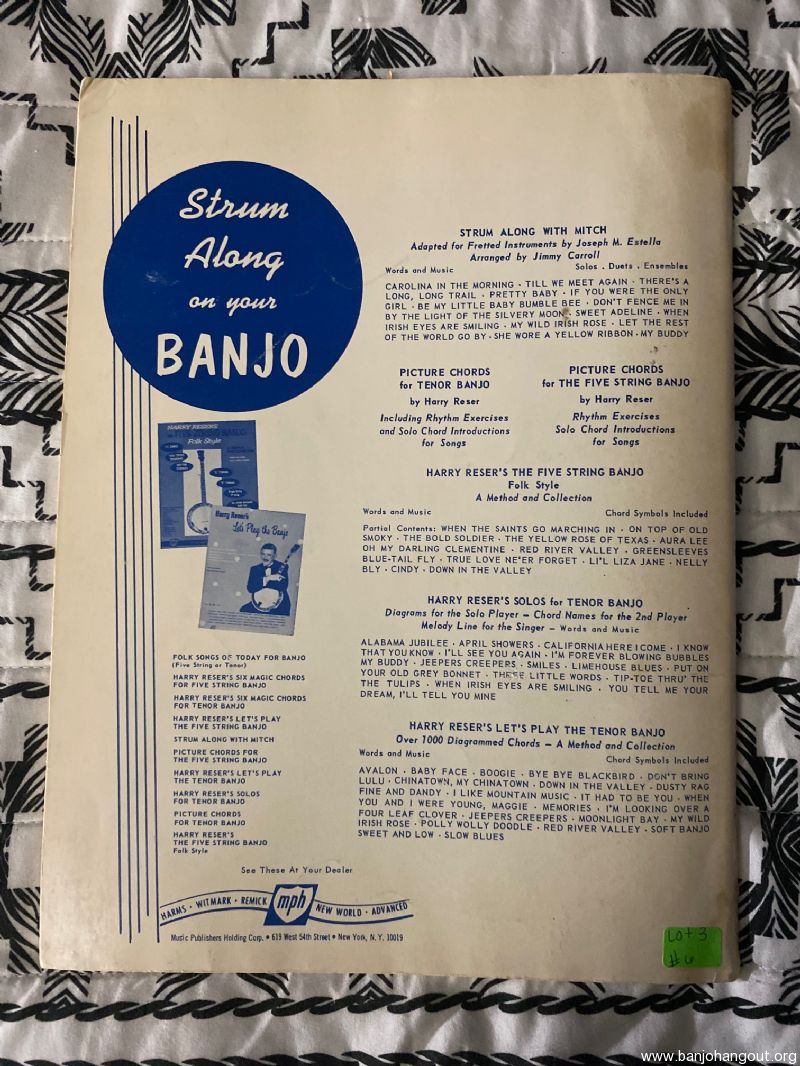 Strum
Along
on your
BANJO
STRUM ALONG WITH MITCH
Adapted for Fretted Instruments by Joseph M. Estella
Arranged by Jimmy Carroll
Words and Music
Solos . Duets . Ensembles
CAROLINA IN THE MORNING · TILL WE MEET AGAIN · THERE'S A
LONG, LONG TRAIL · PRETTY BABY · IF YOU WERE THE ONLY
GIRL · BE MY LITTLE BABY BUMBLE BEE · DON'T FENCE ME IN
BY THE LIGHT OF THE SILVERY MOON · SWEET ADELINE · WHEN
IRISH EYES ARE SMILING · MY WILD IRISH ROSE · LET THE REST
OF THE WORLD GO BY · SHE WORE A YELLOW RIBBON · MY BUDDY
PICTURE CHORDS
for TENOR BANJO
by Harry Reser
Including Rhythm Exercises
and Solo Chord Introductions
for Songs
PICTURE CHORDS
for THE FIVE STRING BANJO
by Harry Reser
Rhythm Exercises
Solo Chord Introductions
for Songs
HARRY RESER'S THE FIVE STRING BANJO
Folk Style
A Method and Collection
Words and Music
Chord Symbols Included
Partial Contents: WHEN THE SAINTS GO MARCHING IN · ON TOP OF OLD
SMOKY · THE BOLD SOLDIER · THE YELLOW ROSE OF TEXAS · AURA LEE
OH MY DARLING CLEMENTINE · RED RIVER VALLEY · GREENSLEEVES
BLUE-TAIL FLY · TRUE LOVE NE'ER FORGET · LI'L LIZA JANE · NELLY
BLY · CINDY · DOWN IN THE VALLEY
HARRY RESER'S SOLOS for TENOR BANJO
Diagrams for the Solo Player – Chord Names for the 2nd Player
Melody Line for the Singer – Words and Music
ALABAMA JUBILEE · APRIL SHOWERS · CALIFORNIA HERE I COME · I KNOW
THAT YOU KNOW · I'LL SEE YOU AGAIN · I'M FOREVER BLOWING BUBBLES
MY BUDDY · JEEPERS CREEPERS · SMILES · LIMEHOUSE BLUES · PUT ON
YOUR OLD GREY BONNET · THESE LITTLE WORDS · TIP-TOE THRU' THE
THE TULIPS · WHEN IRISH EYES ARE SMILING · YOU TELL ME YOUR
DREAM, I'LL TELL YOU MINE
HARRY RESER'S LET'S PLAY THE TENOR BANJO
Over 1000 Diagrammed Chords – A Method and Collection
Words and Music
Chord Symbols Included
AVALON · BABY FACE · BOOGIE · BYE BYE BLACKBIRD · DON'T BRING
LULU · CHINATOWN, MY CHINATOWN · DOWN IN THE VALLEY · DUSTY RAG
FINE AND DANDY · I LIKE MOUNTAIN MUSIC · IT HAD TO BE YOU · WHEN
YOU AND I WERE YOUNG, MAGGIE · MEMORIES · I'M LOOKING OVER A
FOUR LEAF CLOVER · JEEPERS CREEPERS · MOONLIGHT BAY · MY WILD
IRISH ROSE · POLLY WOLLY DOODLE · RED RIVER VALLEY · SOFT BANJO
SWEET AND LOW · SLOW BLUES
HARRY RESER'S
Folk Style
Harry Reser's
Let's Play the Banjo
FOLK SONGS OF TODAY FOR BANJO
(Five String or Tenor)
HARRY RESER'S SIX MAGIC CHORDS
FOR FIVE STRING BANJO
HARRY RESER'S SIX MAGIC CHORDS
FOR TENOR BANJO
HARRY RESER'S LET'S PLAY
THE FIVE STRING BANJO
STRUM ALONG WITH MITCH
PICTURE CHORDS FOR
THE FIVE STRING BANJO
HARRY RESER'S LET'S PLAY
THE TENOR BANJO
HARRY RESER'S SOLOS
FOR TENOR BANJO
PICTURE CHORDS
FOR TENOR BANJO
HARRY RESER'S
THE FIVE STRING BANJO
Folk Style
See These At Your Dealer
HARMS · WITMARK · REMICK mph NEW WORLD · ADVANCED
Music Publishers Holding Corp. • 619 West 54th Street • New York, N.Y. 10019
Lot 3
#6
www.banjohangout.org